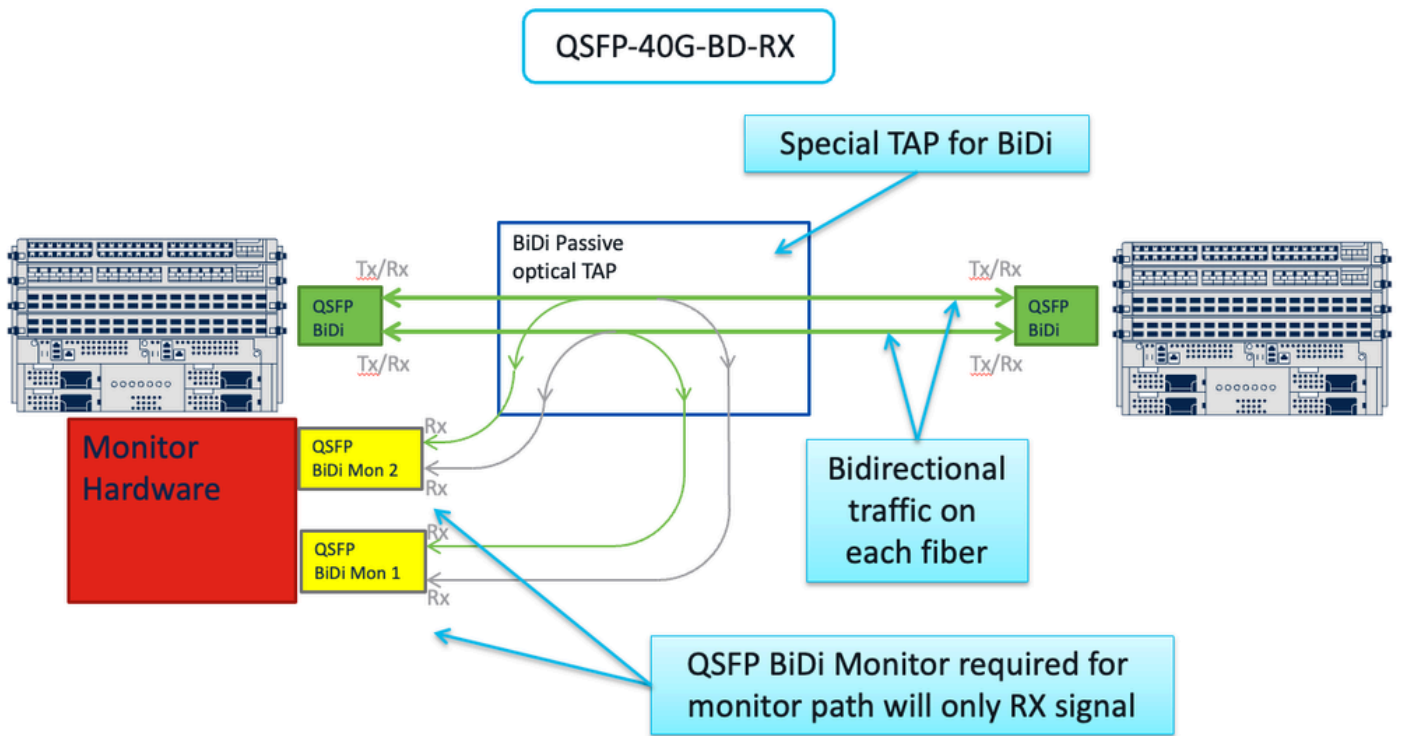 QSFP-40G-BD-RX
Special TAP for BiDi
BiDi Passive
optical TAP
Tx/Rx
Tx/Rx
QSFP
BiDi
QSFP
BiDi
Tx/Rx
Tx/Rx
Monitor
Hardware
QSFP
BiDi Mon 2
Rx
Rx
QSFP
BiDi Mon 1
Rx
Rx
Bidirectional
traffic on
each fiber
QSFP BiDi Monitor required for
monitor path will only RX signal